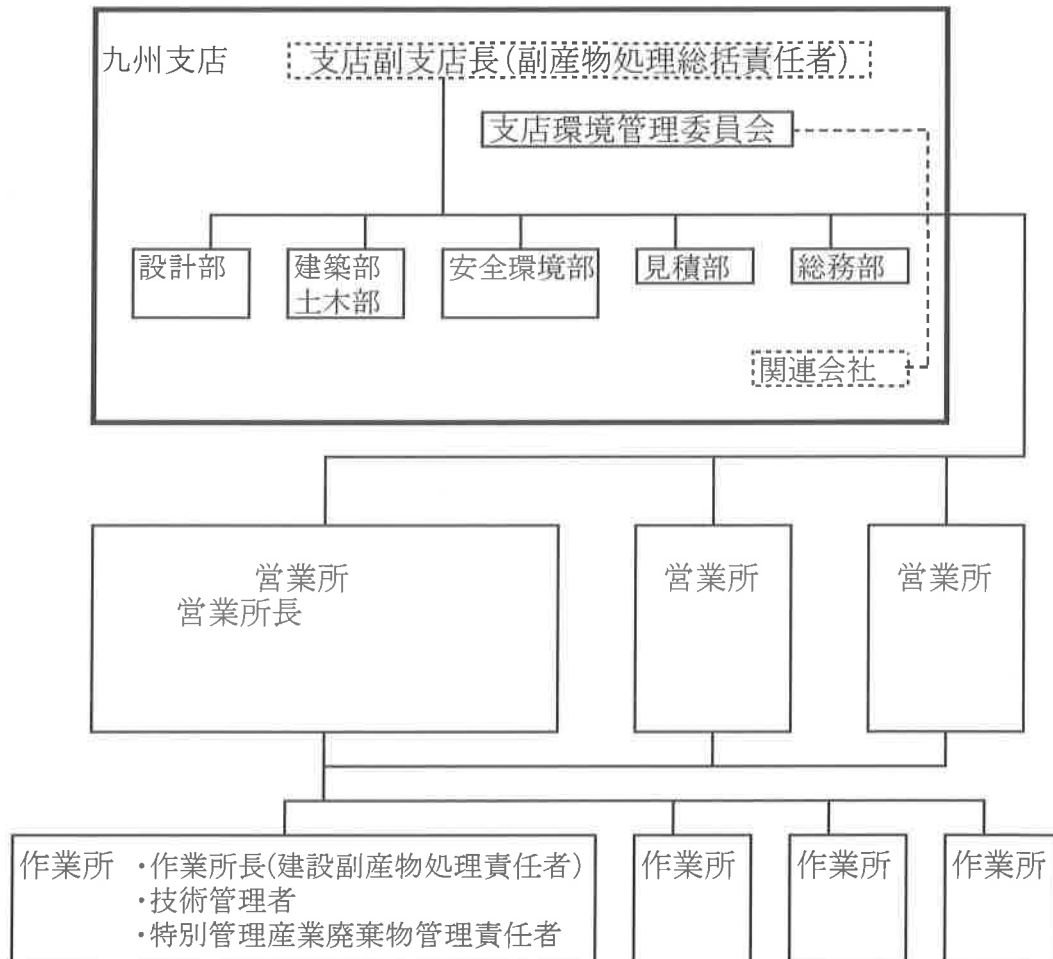 九州支店
支店副支店長(副産物処理総括責任者)
支店環境管理委員会
設計部
建築部
土木部
安全環境部
見積部
総務部
関連会社
営業所
営業所長
営業所
営業所
作業所
・作業所長(建設副産物処理責任者)
・技術管理者
・特別管理産業廃棄物管理責任者
作業所
作業所
作業所